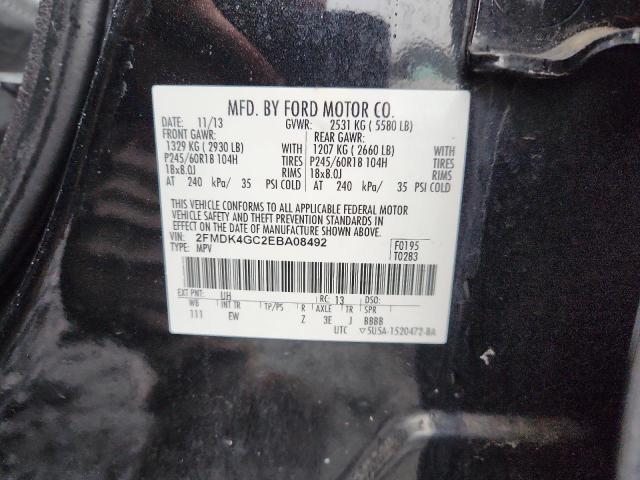 MFD. BY FORD MOTOR CO.
DATE: 11/13 GVWR: 2531 KG ( 5580 LB)
FRONT GAWR: REAR GAWR:
1329 KG ( 2930 LB) WITH 1207 KG ( 2660 LB) WITH
P245/60R18 104H TIRES P245/60R18 104H TIRES
18x8.0J RIMS 18x8.0J RIMS
AT 240 kPa/ 35 PSI COLD AT 240 kPa/ 35 PSI COLD
THIS VEHICLE CONFORMS TO ALL APPLICABLE FEDERAL MOTOR
VEHICLE SAFETY AND THEFT PREVENTION STANDARDS IN
EFFECT ON THE DATE OF MANUFACTURE SHOWN ABOVE.
VIN: 2FMDK4GC2EBA08492 F0195
TYPE: MPV T0283
EXT PNT: UH RC: 13 DSO:
WB INT TR TP/PS R AXLE TR SPR
111 EW Z 3E J BBBB
UTC ▽5U5A-1520472-BA